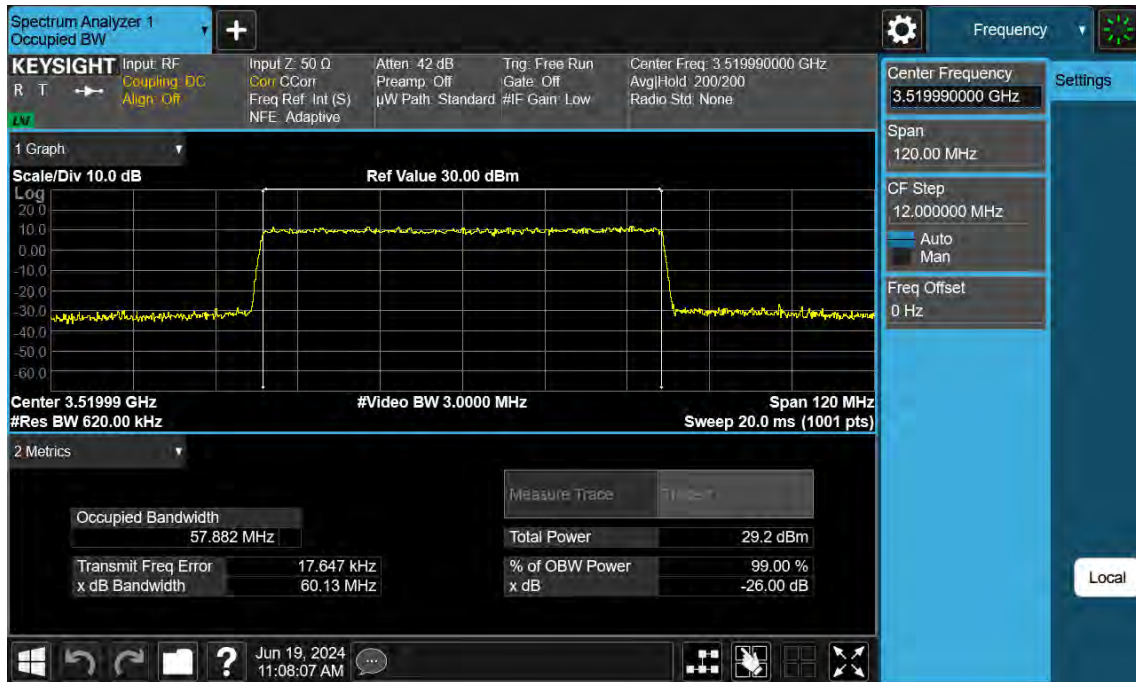 Spectrum Analyzer 1
Occupied BW
Frequency
KEYSIGHT Input: RF
R T
Coupling: DC
Align: Off
LXI
Input Z: 50 Ω
Corr CCorr
Freq Ref: Int (S)
NFE: Adaptive
Atten: 42 dB
Preamp: Off
µW Path: Standard
Trig: Free Run
Gate: Off
#IF Gain: Low
Center Freq: 3.519990000 GHz
Avg|Hold: 200/200
Radio Std: None
Center Frequency
3.519990000 GHz
Settings
Span
120.00 MHz
CF Step
12.000000 MHz
Auto
Man
Freq Offset
0 Hz
Local
1 Graph
Scale/Div 10.0 dB
Ref Value 30.00 dBm
Log
20.0
10.0
0.00
-10.0
-20.0
-30.0
-40.0
-50.0
-60.0
Center 3.51999 GHz
#Video BW 3.0000 MHz
Span 120 MHz
#Res BW 620.00 kHz
Sweep 20.0 ms (1001 pts)
2 Metrics
Measure Trace
Trace 1
Occupied Bandwidth
57.882 MHz
Total Power 29.2 dBm
Transmit Freq Error 17.647 kHz
% of OBW Power 99.00 %
x dB Bandwidth 60.13 MHz
x dB -26.00 dB
Jun 19, 2024
11:08:07 AM